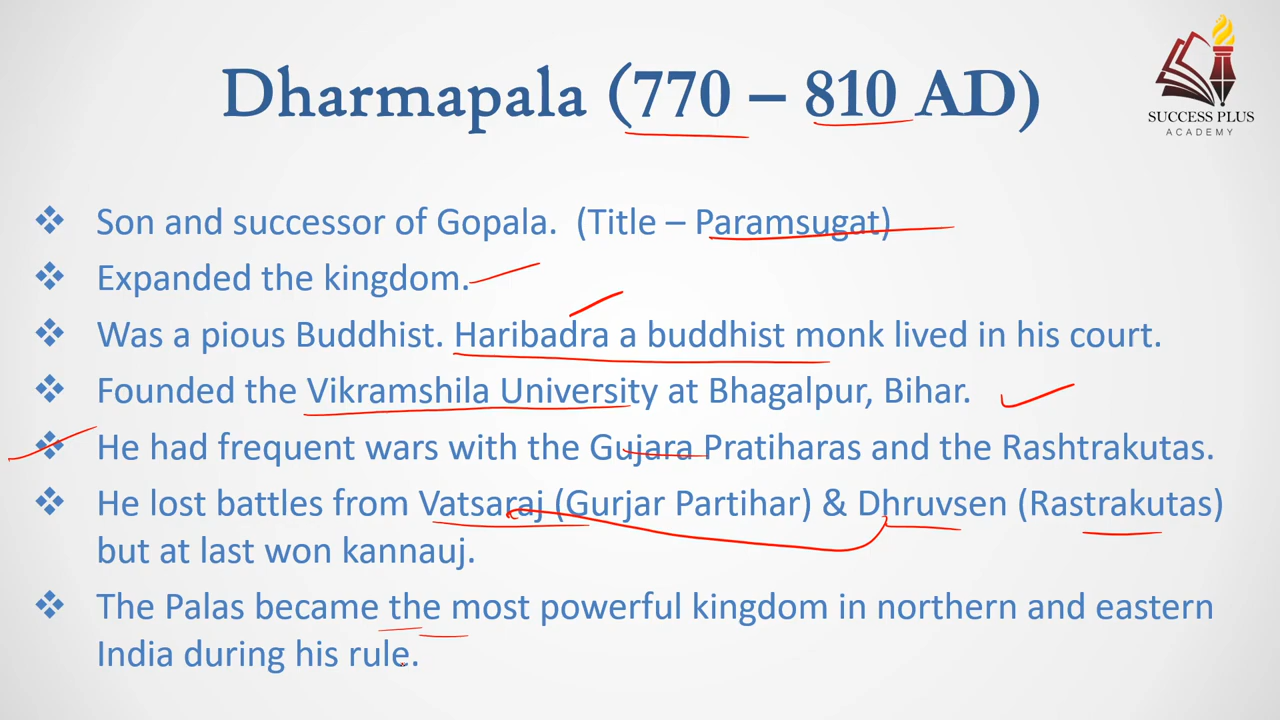 Dharmapala (770 – 810 AD)
SUCCESS PLUS
ACADEMY
Son and successor of Gopala. (Title – Paramsugat)
Expanded the kingdom.
Was a pious Buddhist. Haribadra a buddhist monk lived in his court.
Founded the Vikramshila University at Bhagalpur, Bihar.
He had frequent wars with the Gujara Pratiharas and the Rashtrakutas.
He lost battles from Vatsaraj (Gurjar Partihar) & Dhruvsen (Rastrakutas)
but at last won kannauj.
The Palas became the most powerful kingdom in northern and eastern
India during his rule.